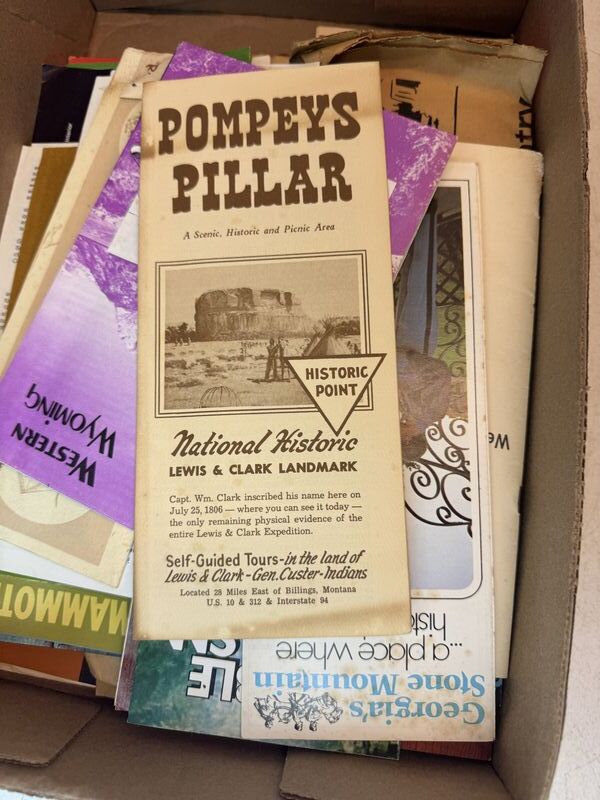 POMPEYS
PILLAR
A Scenic, Historic and Picnic Area
HISTORIC
POINT
National Historic
LEWIS & CLARK LANDMARK
Capt. Wm. Clark inscribed his name here on
July 25, 1806 — where you can see it today —
the only remaining physical evidence of the
entire Lewis & Clark Expedition.
Self-Guided Tours-in the land of
Lewis & Clark-Gen. Custer-Indians
Located 28 Miles East of Billings, Montana
U.S. 10 & 312 & Interstate 94
WESTERN
WYOMING
MAMMOT
Georgia's
Stone Mountain
...a place where
We